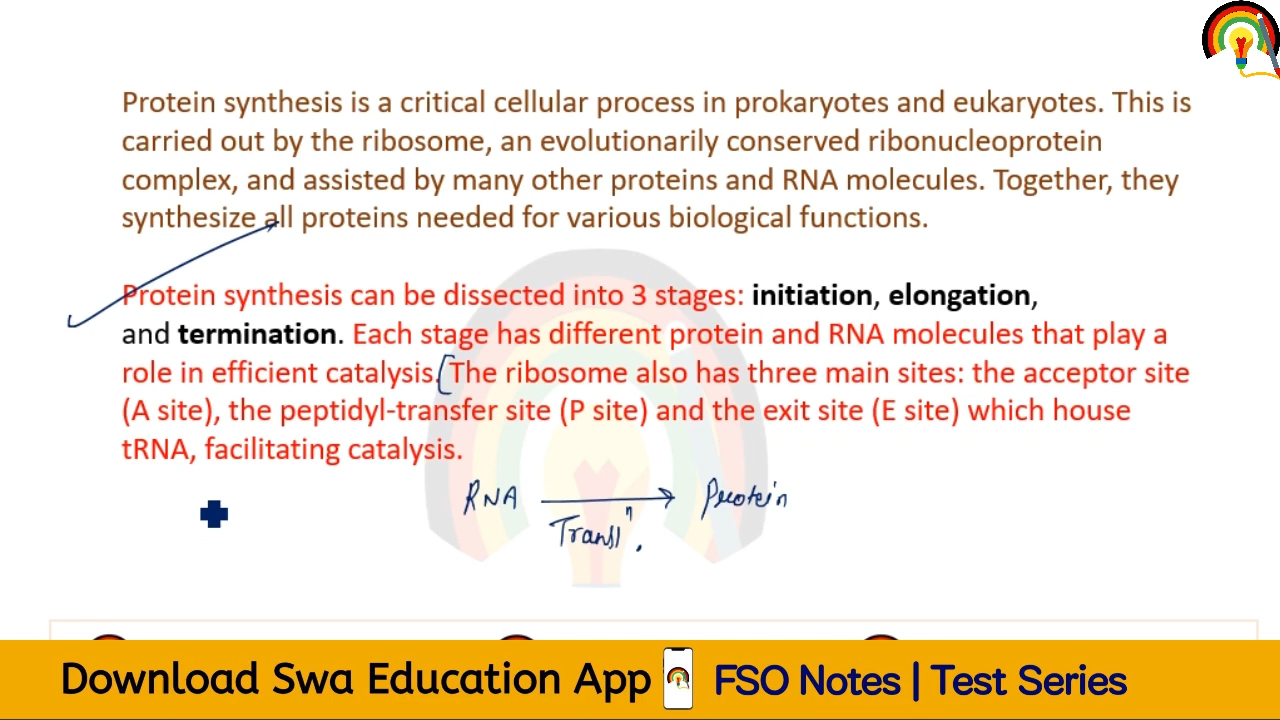 Protein synthesis is a critical cellular process in prokaryotes and eukaryotes. This is
carried out by the ribosome, an evolutionarily conserved ribonucleoprotein
complex, and assisted by many other proteins and RNA molecules. Together, they
synthesize all proteins needed for various biological functions.
Protein synthesis can be dissected into 3 stages: initiation, elongation,
and termination. Each stage has different protein and RNA molecules that play a
role in efficient catalysis. [The ribosome also has three main sites: the acceptor site
(A site), the peptidyl-transfer site (P site) and the exit site (E site) which house
tRNA, facilitating catalysis.
RNA → Protein
Transl^n.
Download Swa Education App FSO Notes | Test Series